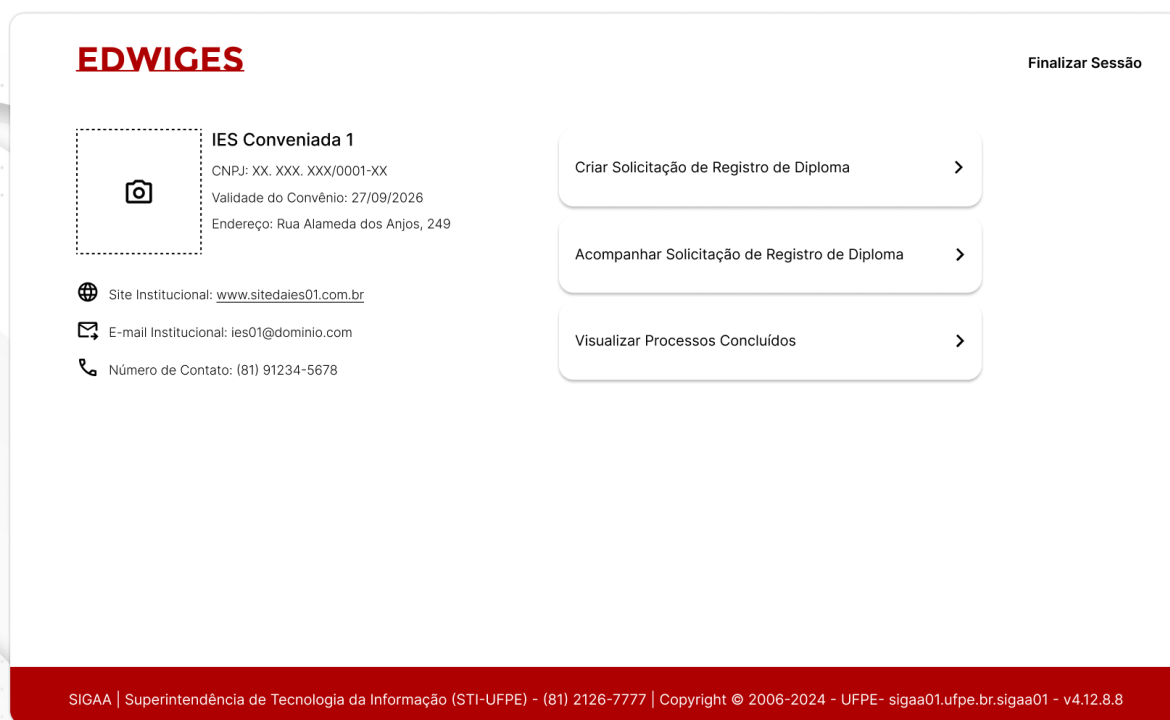 EDWIGES
Finalizar Sessão
IES Conveniada 1
CNPJ: XX. XXX. XXX/0001-XX
Validade do Convênio: 27/09/2026
Endereço: Rua Alameda dos Anjos, 249
Site Institucional: www.sitedaies01.com.br
E-mail Institucional: ies01@dominio.com
Número de Contato: (81) 91234-5678
Criar Solicitação de Registro de Diploma
Acompanhar Solicitação de Registro de Diploma
Visualizar Processos Concluídos
SIGAA | Superintendência de Tecnologia da Informação (STI-UFPE) - (81) 2126-7777 | Copyright © 2006-2024 - UFPE- sigaa01.ufpe.br.sigaa01 - v4.12.8.8